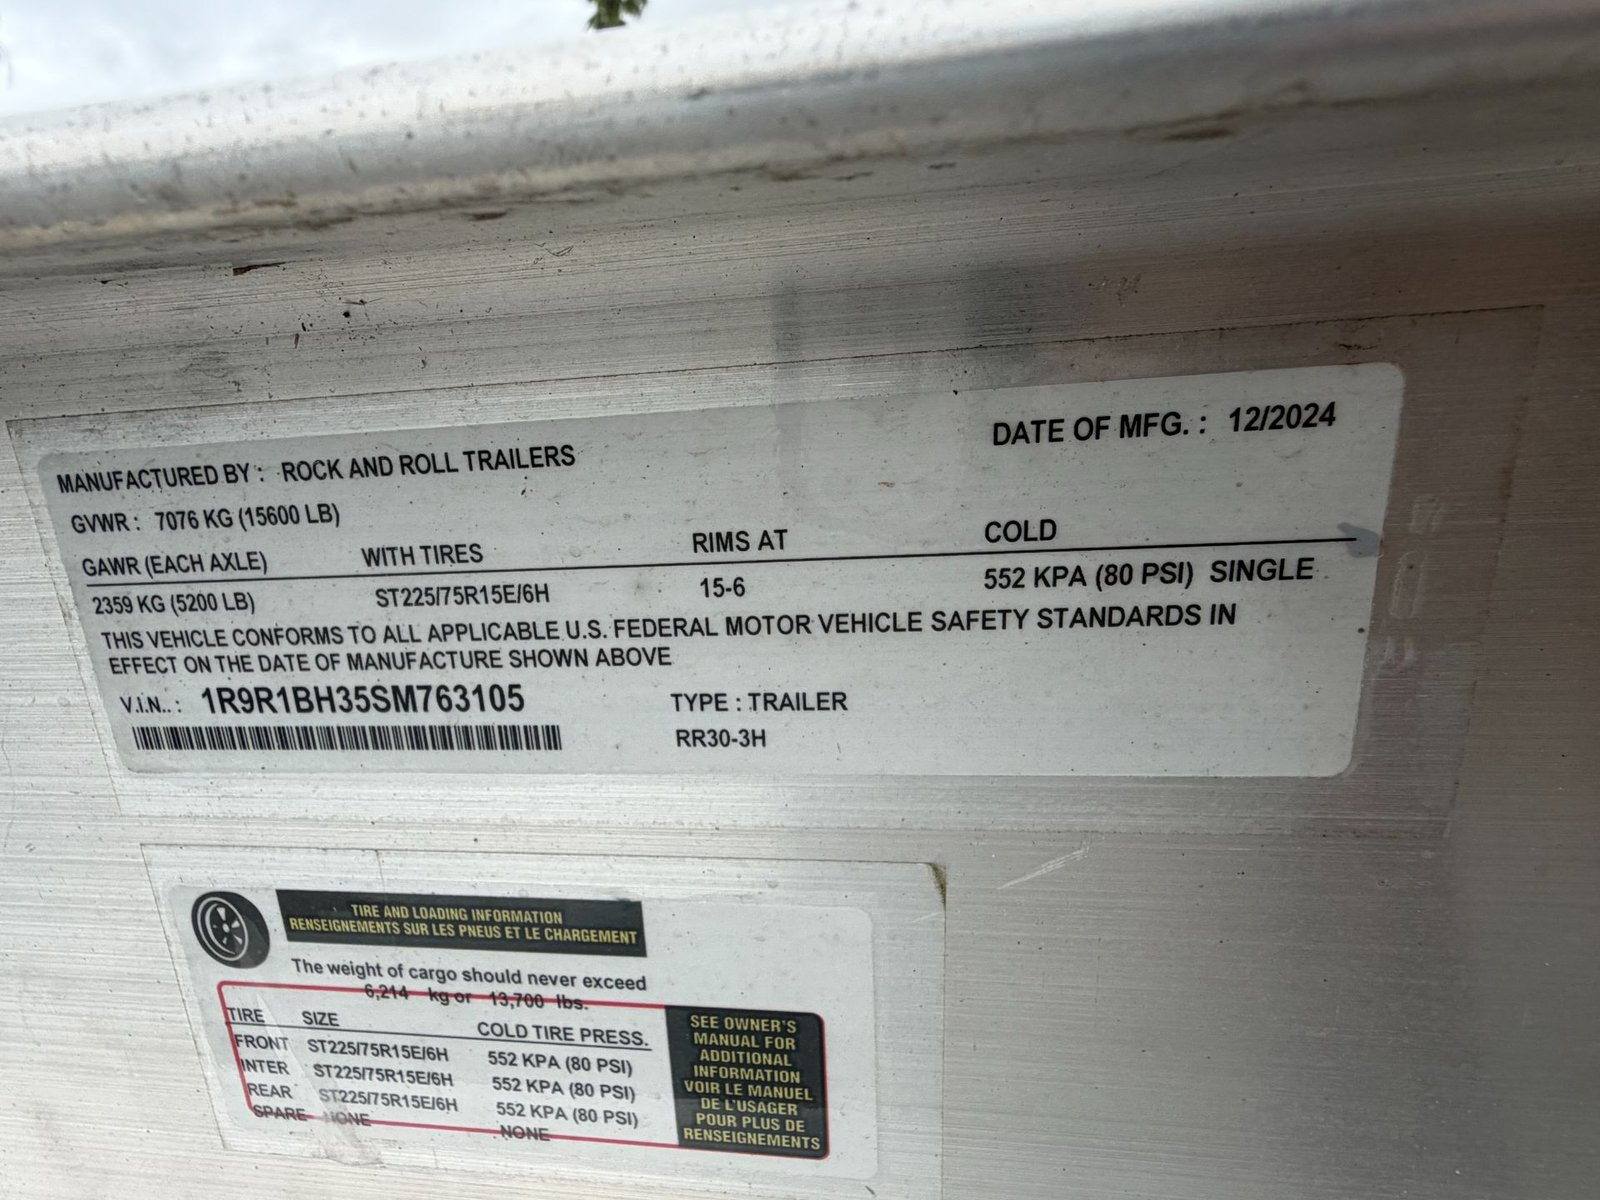 MANUFACTURED BY : ROCK AND ROLL TRAILERS
DATE OF MFG. : 12/2024
GVWR : 7076 KG (15600 LB)
GAWR (EACH AXLE) WITH TIRES RIMS AT COLD
2359 KG (5200 LB) ST225/75R15E/6H 15-6 552 KPA (80 PSI) SINGLE
THIS VEHICLE CONFORMS TO ALL APPLICABLE U.S. FEDERAL MOTOR VEHICLE SAFETY STANDARDS IN
EFFECT ON THE DATE OF MANUFACTURE SHOWN ABOVE
V.I.N.. : 1R9R1BH35SM763105 TYPE : TRAILER
RR30-3H
TIRE AND LOADING INFORMATION
RENSEIGNEMENTS SUR LES PNEUS ET LE CHARGEMENT
The weight of cargo should never exceed
6,214 kg or 13,700 lbs.
TIRE SIZE COLD TIRE PRESS.
FRONT ST225/75R15E/6H 552 KPA (80 PSI)
INTER ST225/75R15E/6H 552 KPA (80 PSI)
REAR ST225/75R15E/6H 552 KPA (80 PSI)
SPARE NONE NONE
SEE OWNER'S
MANUAL FOR
ADDITIONAL
INFORMATION
VOIR LE MANUEL
DE L'USAGER
POUR PLUS DE
RENSEIGNEMENTS